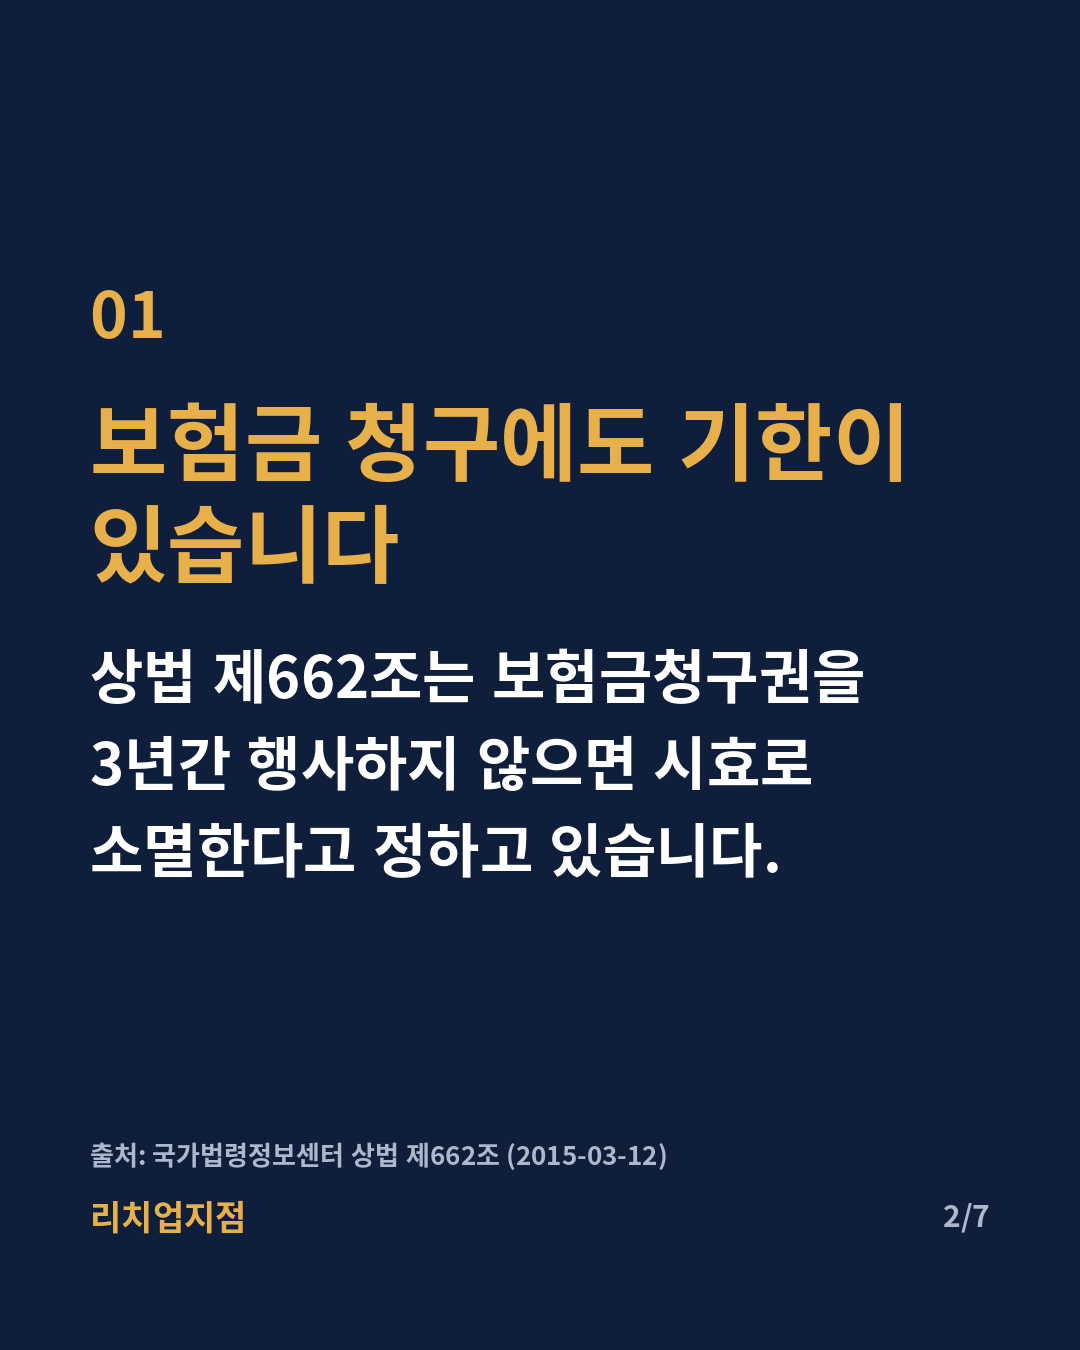 01
보험금 청구에도 기한이
있습니다
상법 제662조는 보험금청구권을
3년간 행사하지 않으면 시효로
소멸한다고 정하고 있습니다.
출처: 국가법령정보센터 상법 제662조 (2015-03-12)
리치업지점
2/7